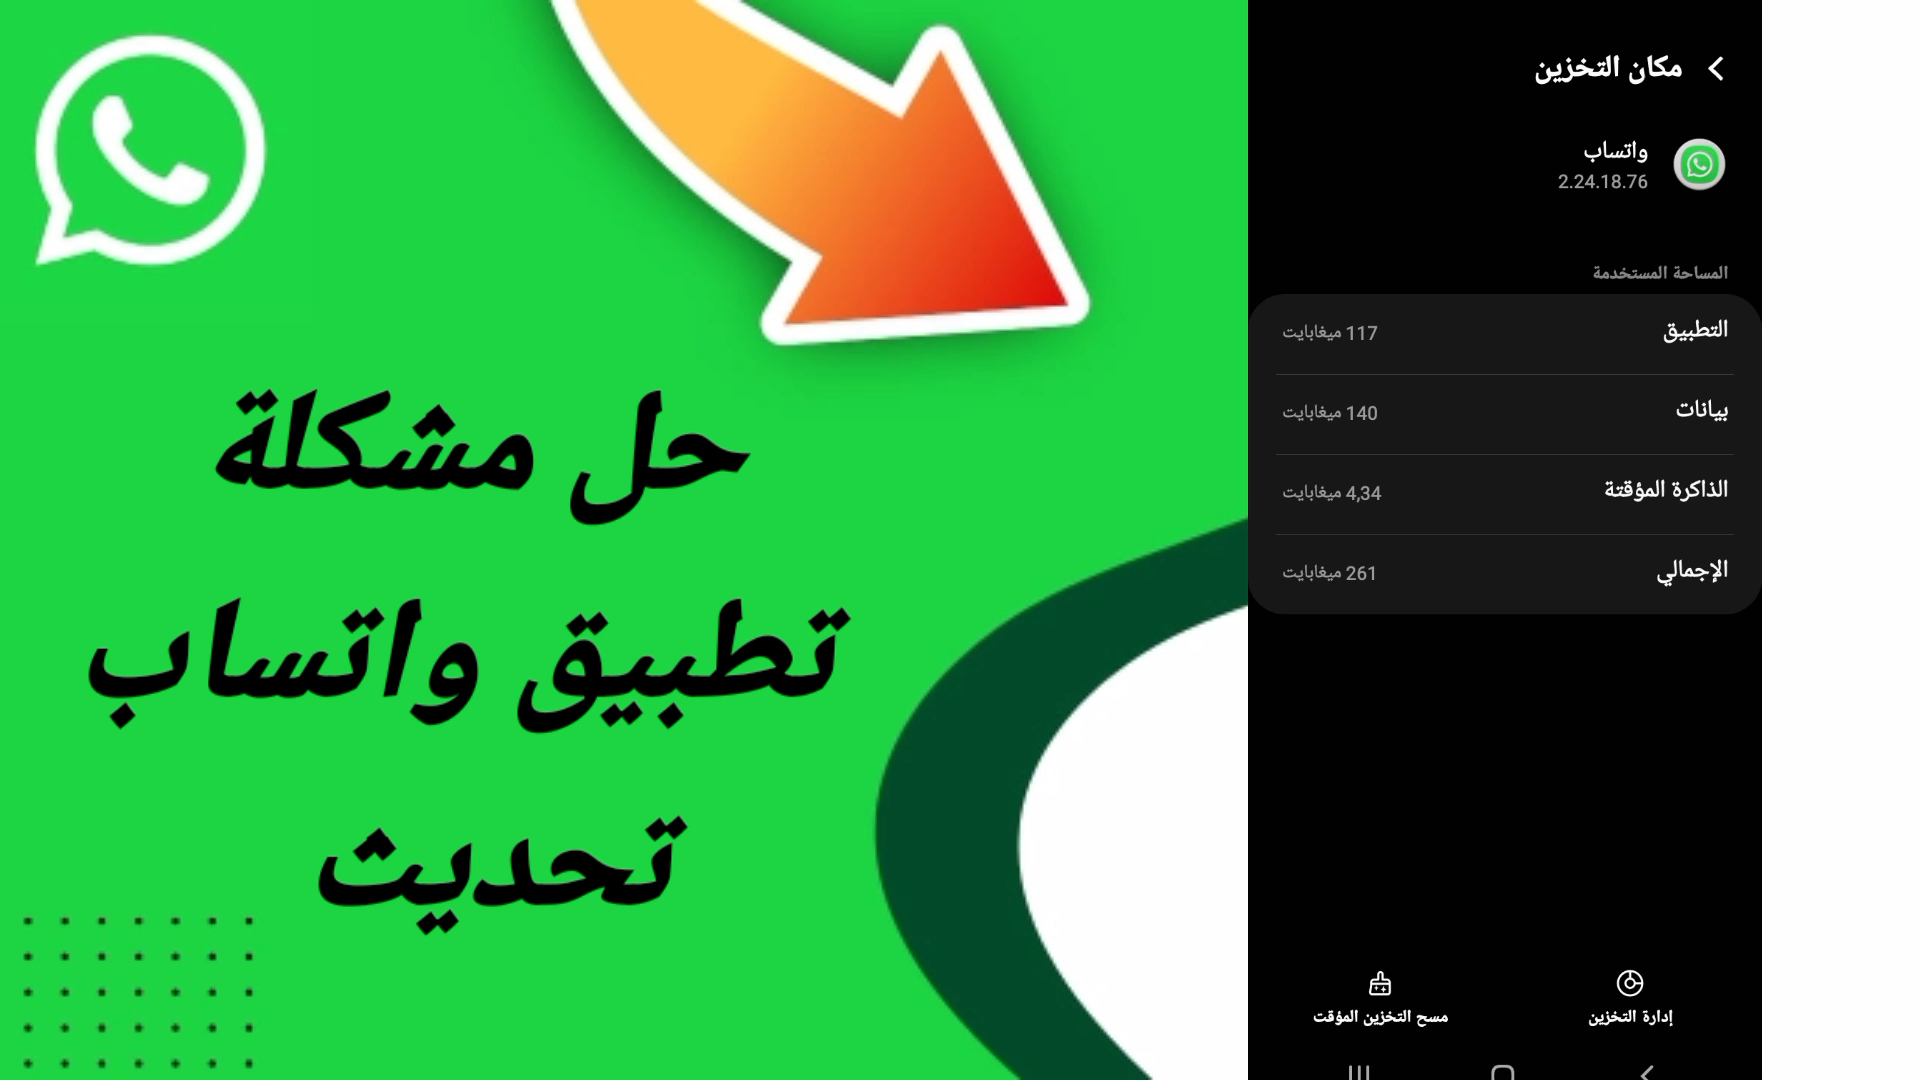 حل مشكلة
تطبيق واتساب
تحديث
مكان التخزين
واتساب
2.24.18.76
المساحة المستخدمة
التطبيق
117 ميغابايت
بيانات
140 ميغابايت
الذاكرة المؤقتة
4,34 ميغابايت
الإجمالي
261 ميغابايت
إدارة التخزين
مسح التخزين المؤقت